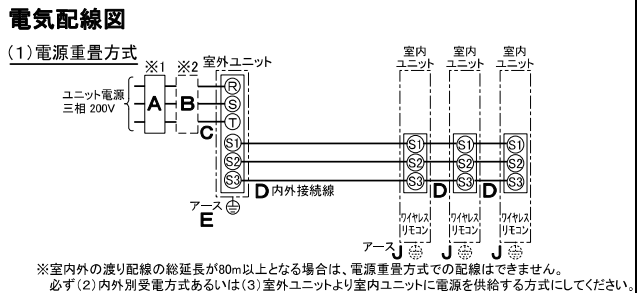 電気配線図
(1)電源重畳方式
※1 ※2 室外ユニット
室内ユニット 室内ユニット 室内ユニット
ユニット電源
三相 200V
A B C
R
S
T
S1 S1 S1 S1
S2 S2 S2 S2
S3 S3 S3 S3
D 内外接続線 D D
アース
E
ワイヤレスリモコン ワイヤレスリモコン ワイヤレスリモコン
アース J J J
※室内外の渡り配線の総延長が80m以上となる場合は、電源重畳方式での配線はできません。
必ず(2)内外別受電方式あるいは(3)室外ユニットより室内ユニットに電源を供給する方式にしてください。